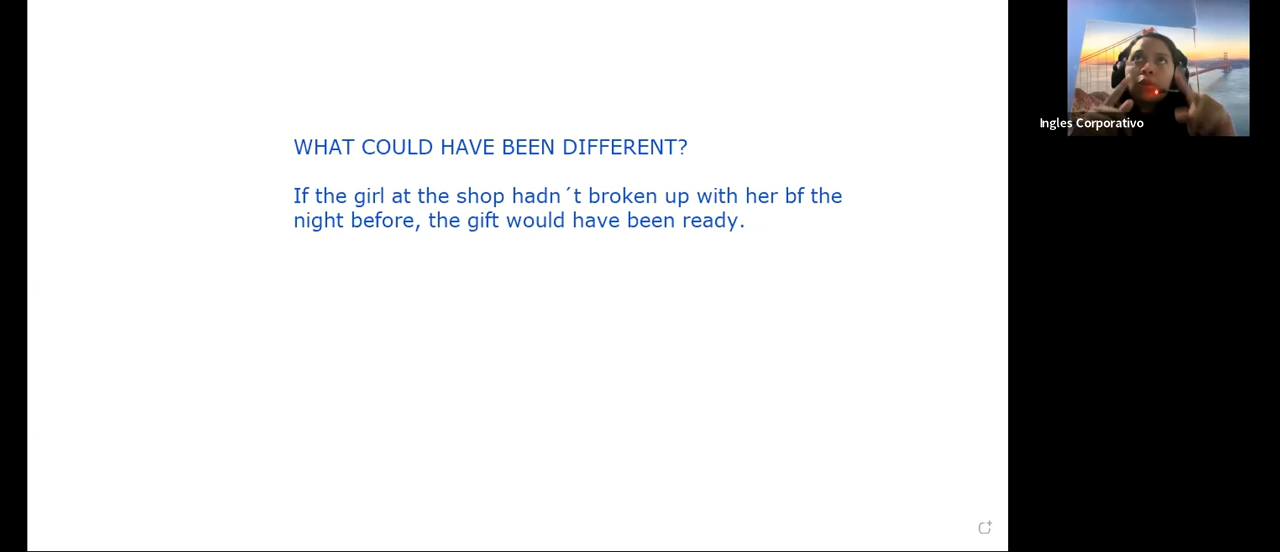 WHAT COULD HAVE BEEN DIFFERENT?
If the girl at the shop hadn´t broken up with her bf the
night before, the gift would have been ready.
Ingles Corporativo